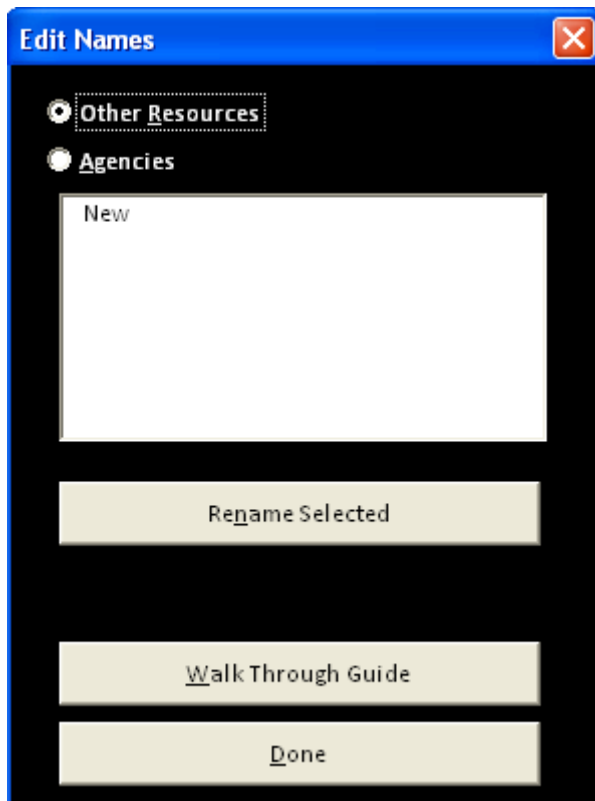 Edit Names
Other Resources
Agencies
New
Rename Selected
Walk Through Guide
Done